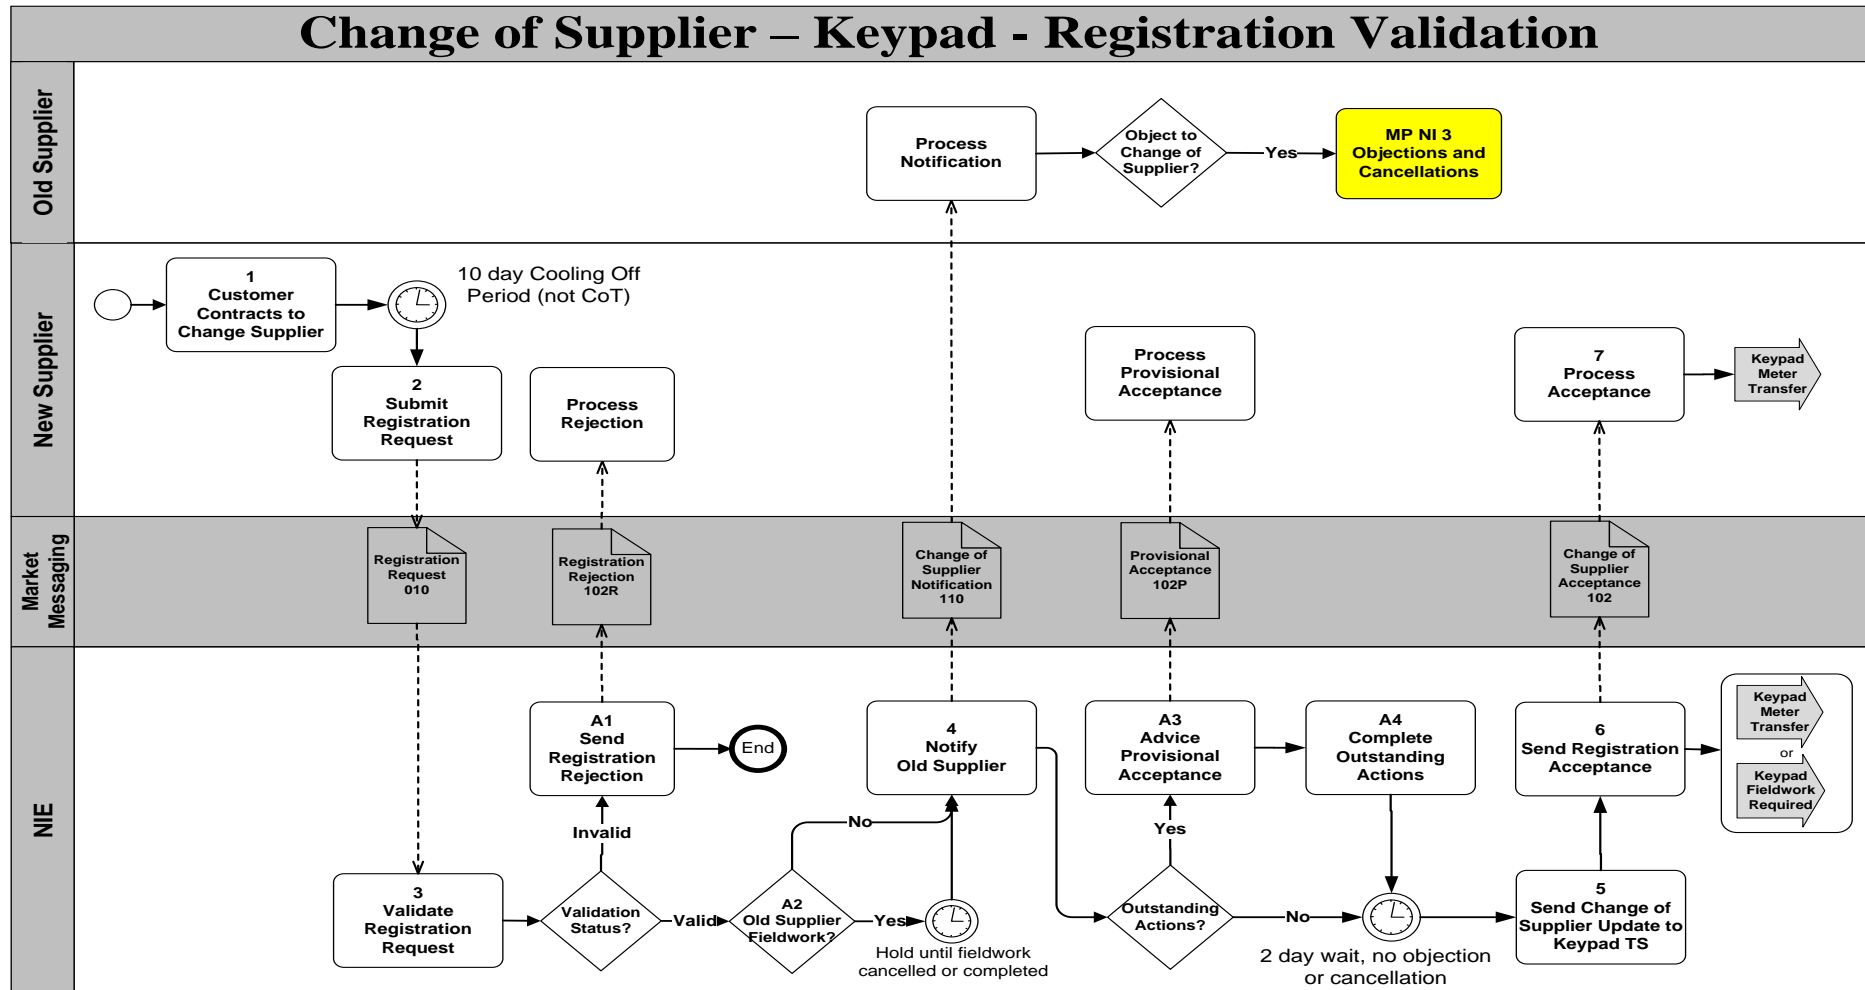 Change of Supplier – Keypad - Registration Validation
Old Supplier
Process
Notification
Object to
Change of
Supplier?
Yes
MP NI 3
Objections and
Cancellations
New Supplier
1
Customer
Contracts to
Change Supplier
10 day Cooling Off
Period (not CoT)
2
Submit
Registration
Request
Process
Rejection
Process
Provisional
Acceptance
7
Process
Acceptance
Keypad
Meter
Transfer
Market
Messaging
Registration
Request
010
Registration
Rejection
102R
Change of
Supplier
Notification
110
Provisional
Acceptance
102P
Change of
Supplier
Acceptance
102
NIE
A1
Send
Registration
Rejection
End
4
Notify
Old Supplier
A3
Advice
Provisional
Acceptance
A4
Complete
Outstanding
Actions
6
Send Registration
Acceptance
Keypad
Meter
Transfer
or
Keypad
Fieldwork
Required
Invalid
No
Yes
3
Validate
Registration
Request
Validation
Status?
Valid
A2
Old Supplier
Fieldwork?
Yes
Hold until fieldwork
cancelled or completed
Outstanding
Actions?
No
2 day wait, no objection
or cancellation
5
Send Change of
Supplier Update to
Keypad TS